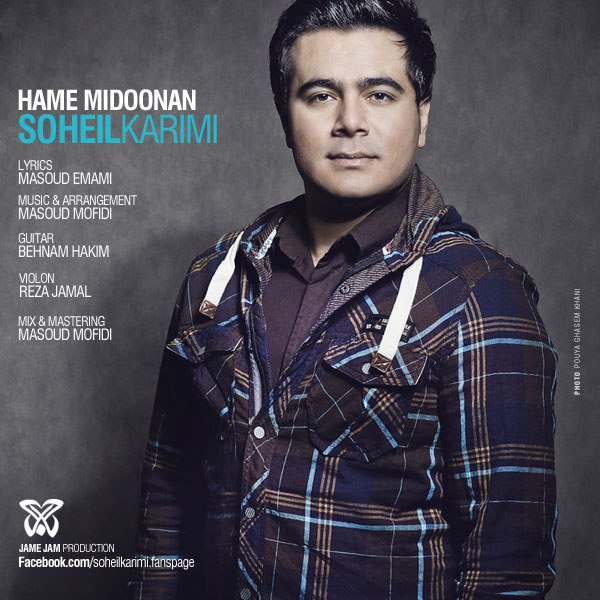 HAME MIDOONAN
SOHEILKARIMI
LYRICS
MASOUD EMAMI
MUSIC & ARRANGEMENT
MASOUD MOFIDI
GUITAR
BEHNAM HAKIM
VIOLON
REZA JAMAL
MIX & MASTERING
MASOUD MOFIDI
PHOTO POUYA GHASEM KHANI
JAME JAM PRODUCTION
Facebook.com/soheilkarimi.fanspage